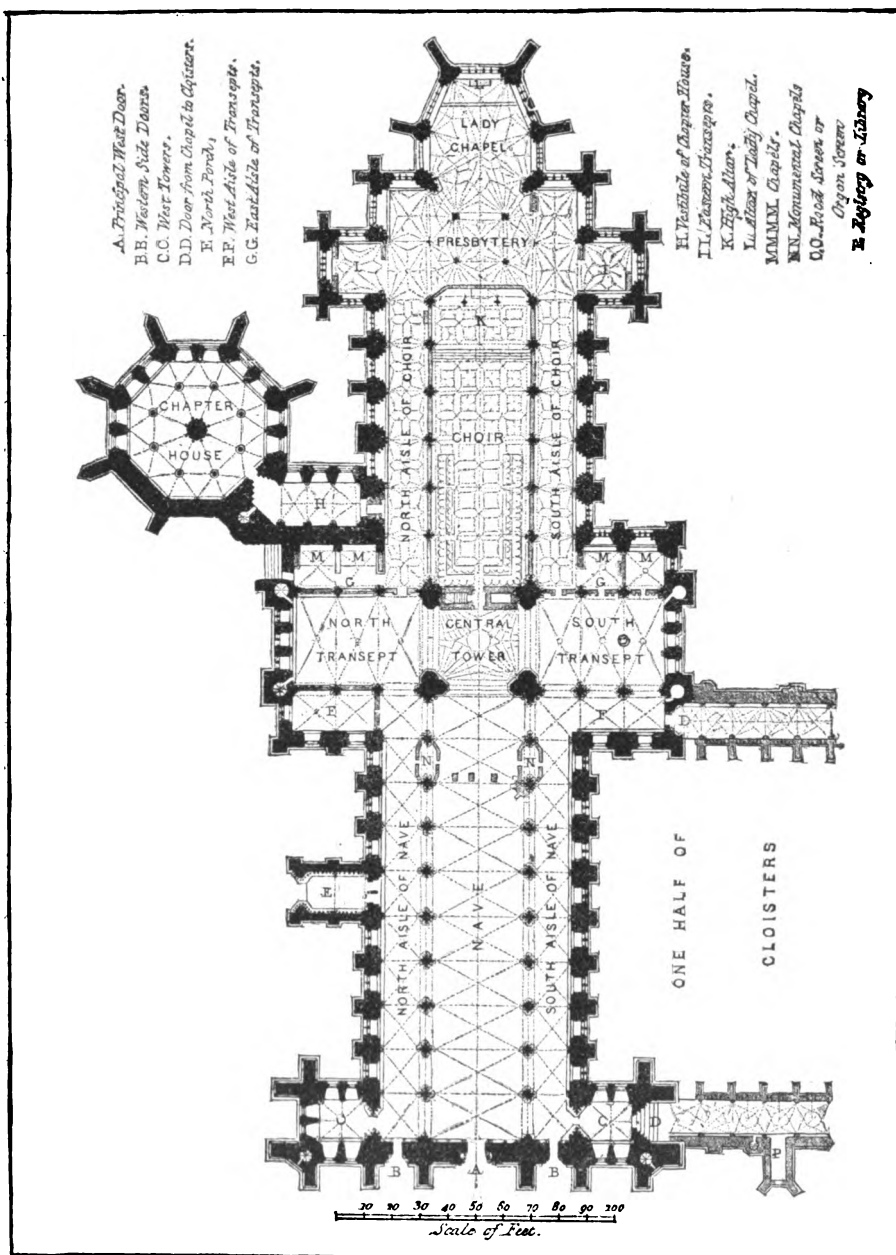 A. Principal West Door.
B.B. Western Side Doors.
C.C. West Towers.
D.D. Door from Chapel to Cloisters.
E. North Porch,
F.F. West Aisle of Transepts.
G.G. East Aisle of Transepts.
H. Vestibule of Chapter House.
I.I. Eastern Transepts.
K. High Altar.
L. Altar of Lady Chapel.
MMMM. Chapels.
N.N. Monumental Chapels
O.O. Rood Screen or
Organ Screen
P. Registry or Library
L
LADY
CHAPEL
PRESBYTERY
I
I
K
CHAPTER
HOUSE
NORTH AISLE OF CHOIR
CHOIR
SOUTH AISLE OF CHOIR
H
M
M
G
M
M
G
NORTH
TRANSEPT
CENTRAL
TOWER
SOUTH
TRANSEPT
F
F
D
N
N
E
NORTH AISLE OF NAVE
NAVE
SOUTH AISLE OF NAVE
ONE HALF OF
CLOISTERS
C
C
D
P
B
A
B
10 20 30 40 50 60 70 80 90 100
Scale of Feet.